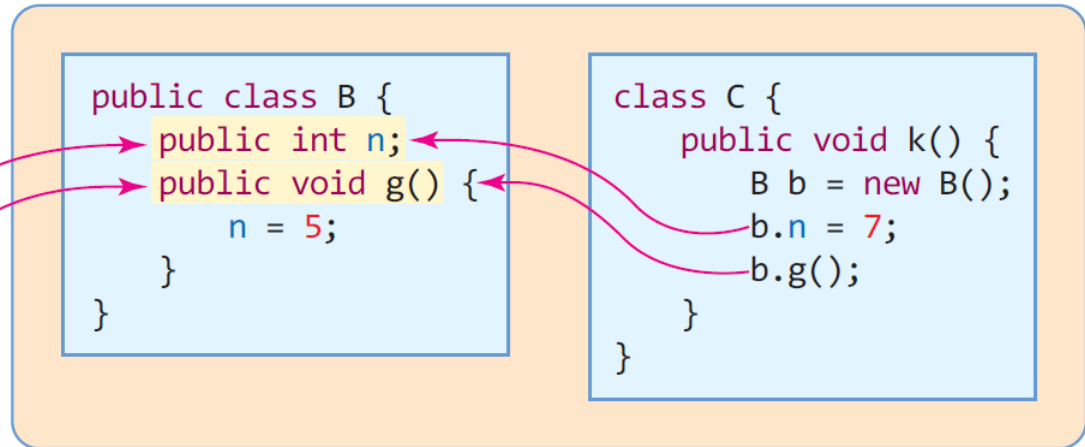 public class B {
public int n;
public void g() {
n = 5;
}
}
class C {
public void k() {
B b = new B();
b.n = 7;
b.g();
}
}